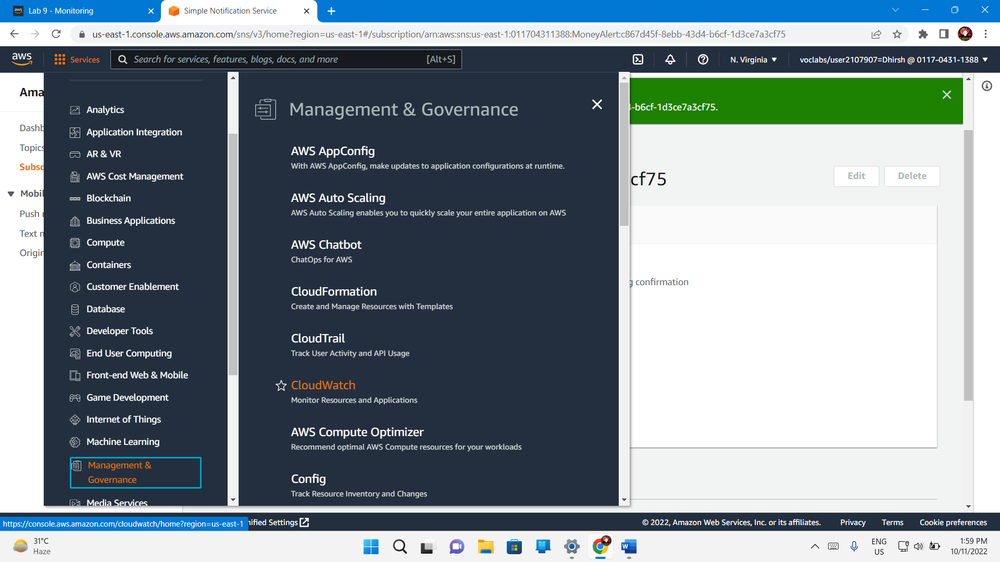 Lab 9 - Monitoring
Simple Notification Service
us-east-1.console.aws.amazon.com/sns/v3/home?region=us-east-1#/subscription/arn:aws:sns:us-east-1:011704311388:MoneyAlert:c867d45f-8ebb-43d4-b6cf-1d3ce7a3cf75
aws
Services
Search for services, features, blogs, docs, and more
[Alt+S]
N. Virginia
voclabs/user2107907=Dhirsh @ 0117-0431-1388
Ama
Dashb
Topics
Subsc
Mobil
Push
Text
Origin
Analytics
Application Integration
AR & VR
AWS Cost Management
Blockchain
Business Applications
Compute
Containers
Customer Enablement
Database
Developer Tools
End User Computing
Front-end Web & Mobile
Game Development
Internet of Things
Machine Learning
Management &
Governance
Media Services
Management & Governance
AWS AppConfig
With AWS AppConfig, make updates to application configurations at runtime.
AWS Auto Scaling
AWS Auto Scaling enables you to quickly scale your entire application on AWS
AWS Chatbot
ChatOps for AWS
CloudFormation
Create and Manage Resources with Templates
CloudTrail
Track User Activity and API Usage
CloudWatch
Monitor Resources and Applications
AWS Compute Optimizer
Recommend optimal AWS Compute resources for your workloads
Config
Track Resource Inventory and Changes
-b6cf-1d3ce7a3cf75.
cf75
Edit
Delete
g confirmation
https://console.aws.amazon.com/cloudwatch/home?region=us-east-1
nified Settings
© 2022, Amazon Web Services, Inc. or its affiliates.
Privacy
Terms
Cookie preferences
31°C
Haze
ENG
US
1:59 PM
10/11/2022